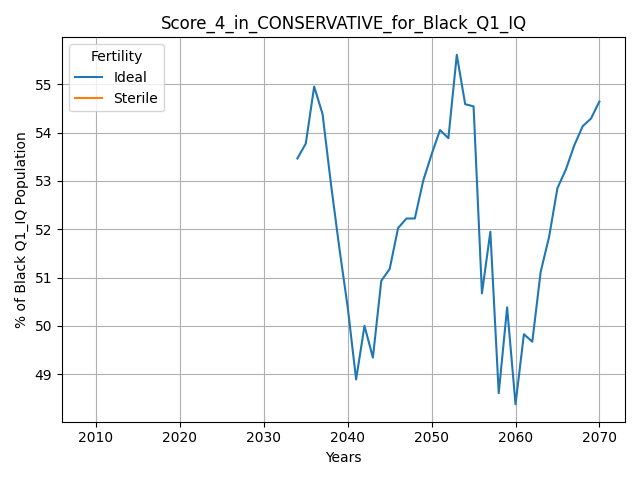 Score_4_in_CONSERVATIVE_for_Black_Q1_IQ
Fertility
Ideal
Sterile
% of Black Q1_IQ Population
55
54
53
52
51
50
49
2010 2020 2030 2040 2050 2060 2070
Years